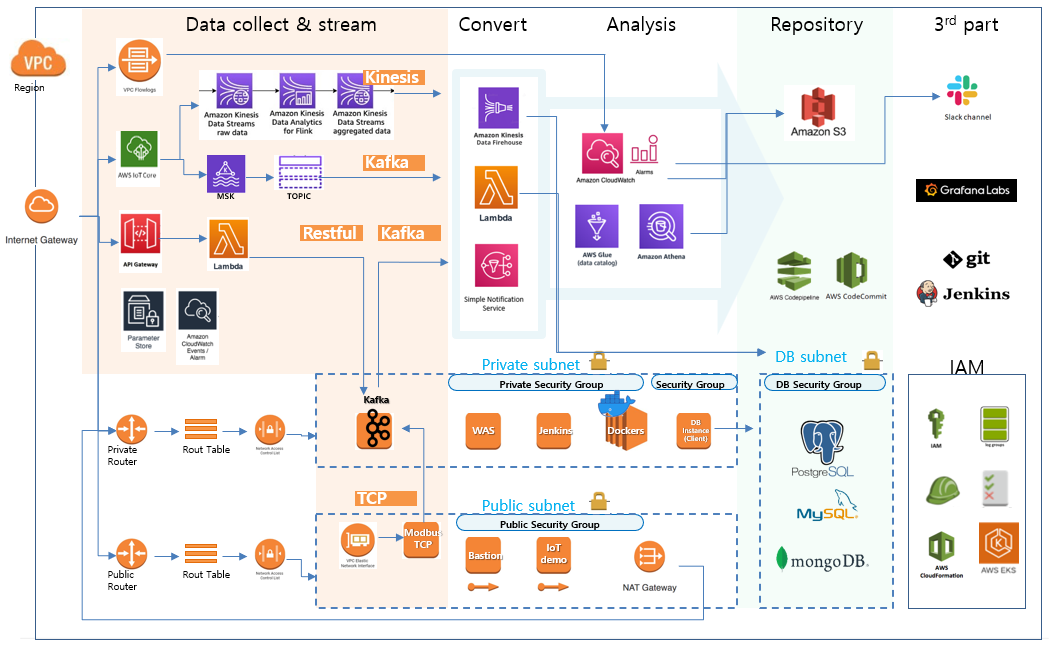 Data collect & stream
Convert
Analysis
Repository
3rd part
VPC
Region
VPC Flowlogs
Kinesis
Amazon Kinesis
Data Streams
raw data
Amazon Kinesis
Data Analytics
for Flink
Amazon Kinesis
Data Streams
aggregated data
Amazon Kinesis
Data Firehouse
Amazon CloudWatch
Alarms
Amazon S3
Slack channel
AWS IoT Core
MSK
TOPIC
Kafka
Lambda
Grafana Labs
Internet Gateway
API Gateway
Lambda
Restful
Kafka
AWS Glue
(data catalog)
Amazon Athena
Simple Notification
Service
AWS Codepipeline
AWS CodeCommit
git
Jenkins
Parameter
Store
Amazon
CloudWatch
Events /
Alarm
Private subnet
DB subnet
IAM
Private Security Group
Security Group
DB Security Group
Kafka
WAS
Jenkins
Dockers
DB
Instance
(Client)
Private
Router
Rout Table
Network Access
Control List
PostgreSQL
IAM
log groups
TCP
Public subnet
Public Security Group
MySQL®
VPC Elastic
Network Interface
Modbus
TCP
Bastion
IoT
demo
NAT Gateway
mongoDB®
AWS
CloudFormation
AWS EKS
Public
Router
Rout Table
Network Access
Control List